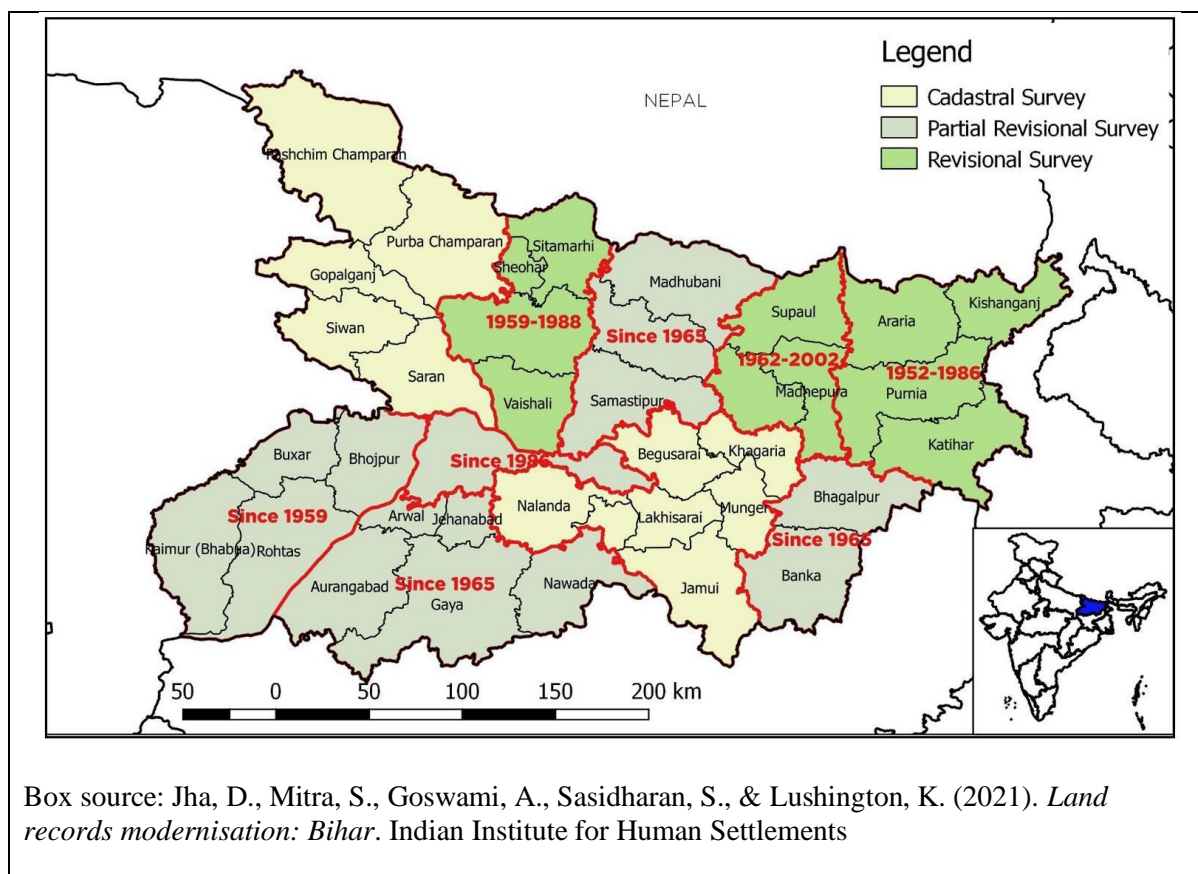 Legend
NEPAL
Cadastral Survey
Partial Revisional Survey
Revisional Survey
Pashchim Champaran
Purba Champaran
Sitamarhi
Sheohar
Gopalganj
Madhubani
Kishanganj
Supaul
Araria
Siwan
1959-1988
Since 1965
1962-2002
1952-1986
Saran
Vaishali
Samastipur
Madhepura
Purnia
Katihar
Buxar
Bhojpur
Since 1986
Begusarai
Khagaria
Bhagalpur
Since 1959
Arwal
Jehanabad
Nalanda
Lakhisarai
Munger
Since 1965
Kaimur (Bhabua)
Rohtas
Aurangabad
Since 1965
Gaya
Nawada
Jamui
Banka
50 0 50 100 150 200 km
Box source: Jha, D., Mitra, S., Goswami, A., Sasidharan, S., & Lushington, K. (2021). Land
records modernisation: Bihar. Indian Institute for Human Settlements